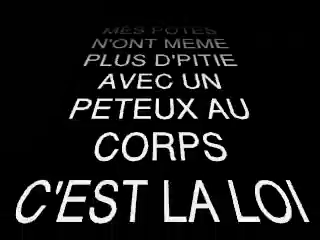 MES POTES
N'ONT MEME
PLUS D'PITIE
AVEC UN
PETEUX AU
CORPS
C'EST LA LOI